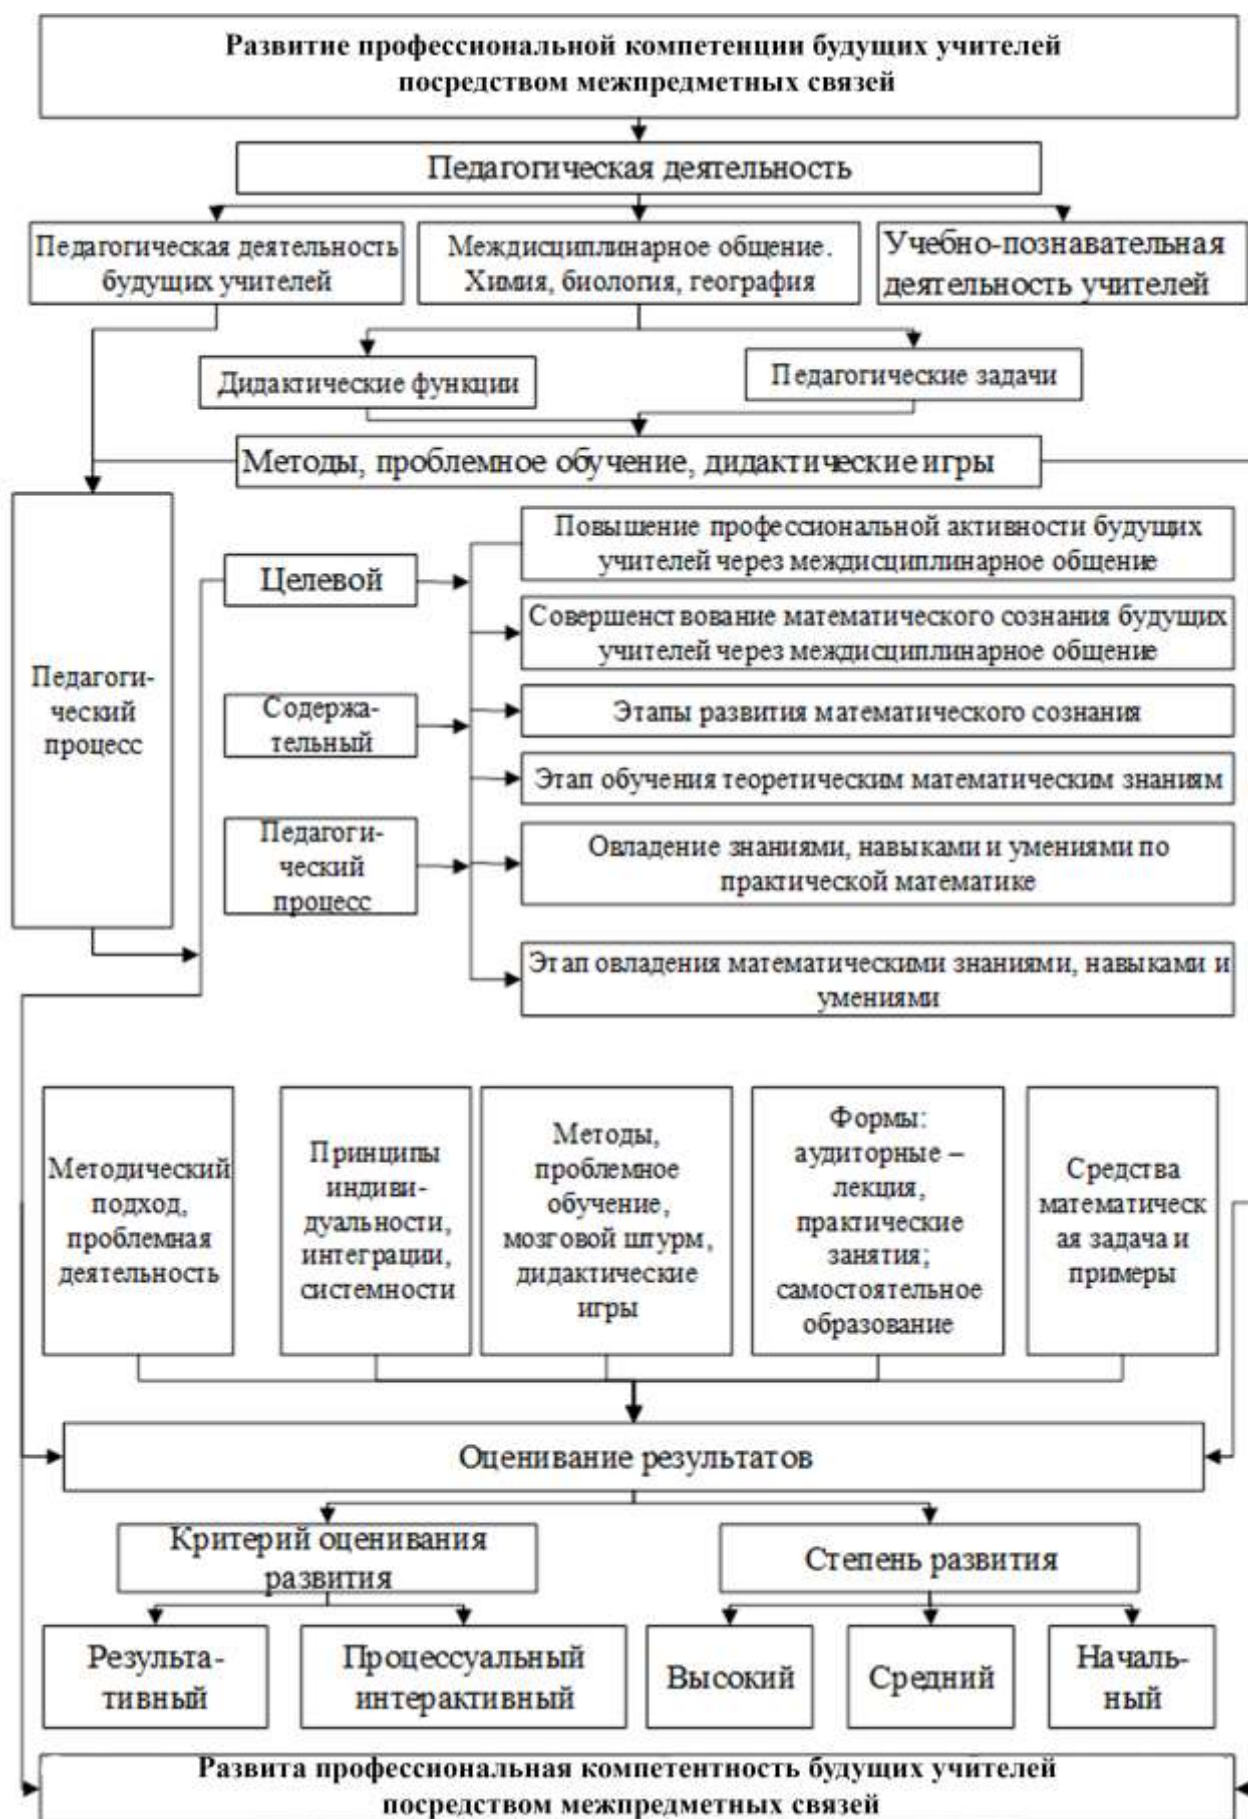 Развитие профессиональной компетенции будущих учителей
посредством межпредметных связей
Педагогическая деятельность
Педагогическая деятельность
будущих учителей
Междисциплинарное общение.
Химия, биология, география
Учебно-познавательная
деятельность учителей
Дидактические функции
Педагогические задачи
Методы, проблемное обучение, дидактические игры
Педагоги-
ческий
процесс
Целевой
Содержа-
тельный
Педагоги-
ческий
процесс
Повышение профессиональной активности будущих
учителей через междисциплинарное общение
Совершенствование математического сознания будущих
учителей через междисциплинарное общение
Этапы развития математического сознания
Этап обучения теоретическим математическим знаниям
Овладение знаниями, навыками и умениями по
практической математике
Этап овладения математическими знаниями, навыками и
умениями
Методический
подход,
проблемная
деятельность
Принципы
индиви-
дуальности,
интеграции,
системности
Методы,
проблемное
обучение,
мозговой штурм,
дидактические
игры
Формы:
аудиторные –
лекция,
практические
занятия;
самостоятельное
образование
Средства
математическ
ая задача и
примеры
Оценивание результатов
Критерий оценивания
развития
Степень развития
Результа-
тивный
Процессуальный
интерактивный
Высокий
Средний
Началь-
ный
Развита профессиональная компетентность будущих учителей
посредством межпредметных связей